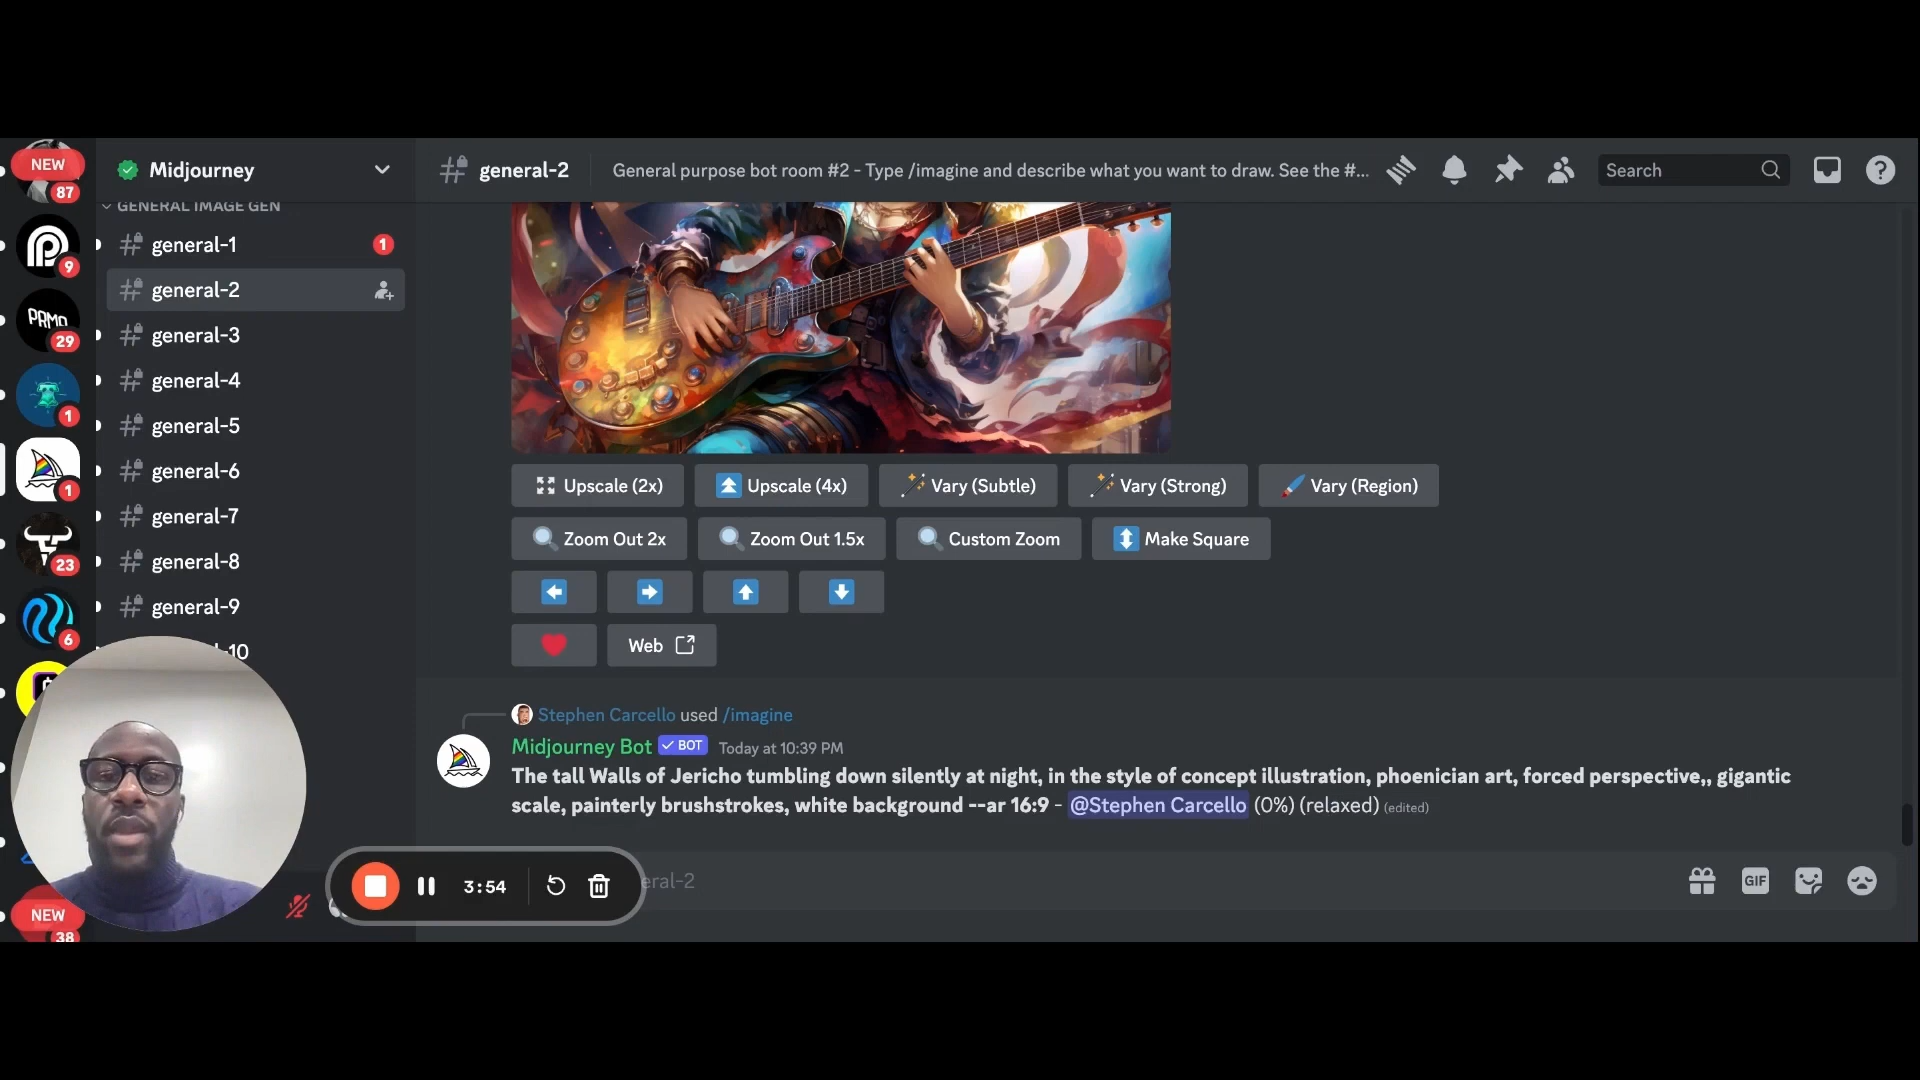 NEW
87
9
PRMD
29
1
1
23
6
NEW
38
Midjourney
GENERAL IMAGE GEN
general-1
1
general-2
general-3
general-4
general-5
general-6
general-7
general-8
general-9
-10
general-2
General purpose bot room #2 - Type /imagine and describe what you want to draw. See the #...
Search
Upscale (2x)
Upscale (4x)
Vary (Subtle)
Vary (Strong)
Vary (Region)
Zoom Out 2x
Zoom Out 1.5x
Custom Zoom
Make Square
Web
Stephen Carcello used /imagine
Midjourney Bot BOT Today at 10:39 PM
The tall Walls of Jericho tumbling down silently at night, in the style of concept illustration, phoenician art, forced perspective,, gigantic
scale, painterly brushstrokes, white background --ar 16:9 - @Stephen Carcello (0%) (relaxed) (edited)
3:54
eral-2
GIF